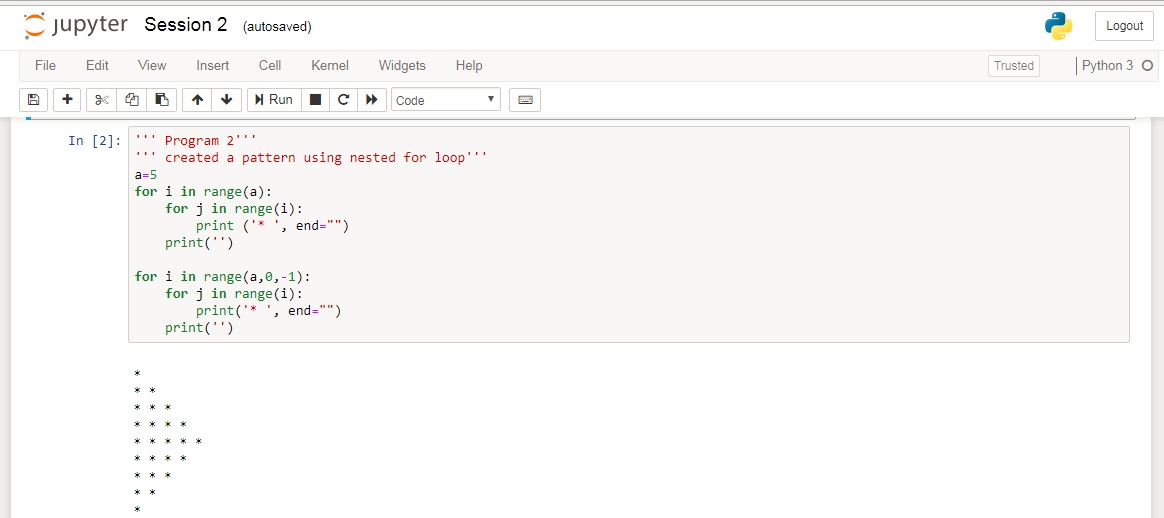 jupyter Session 2 (autosaved) Logout
File Edit View Insert Cell Kernel Widgets Help Trusted Python 3
Run Code
In [2]:
''' Program 2'''
''' created a pattern using nested for loop'''
a=5
for i in range(a):
    for j in range(i):
        print ('* ', end="")
    print('')

for i in range(a,0,-1):
    for j in range(i):
        print('* ', end="")
    print('')

*
* *
* * *
* * * *
* * * * *
* * * *
* * *
* *
*